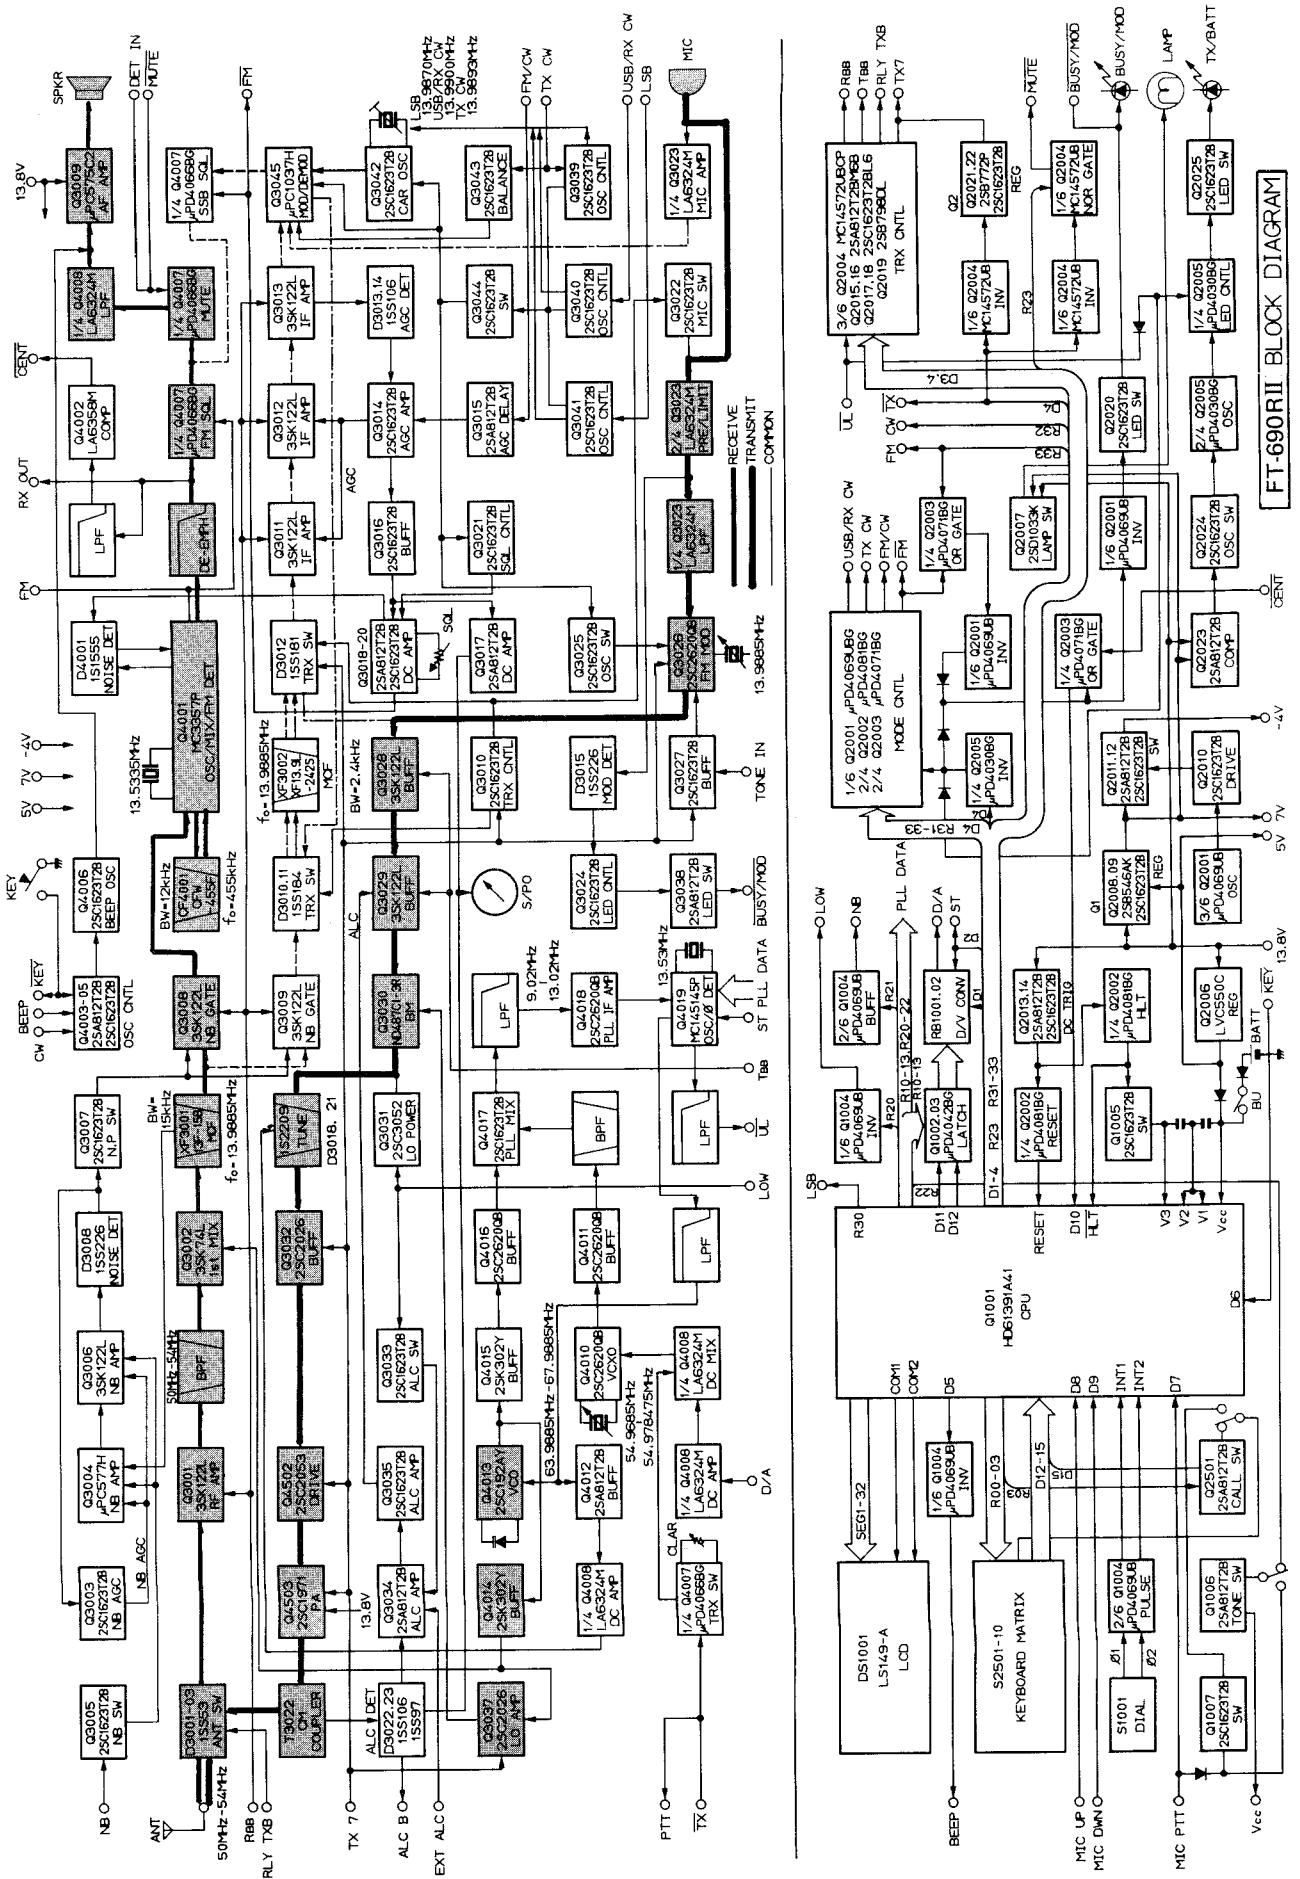 NB
Q3005
2SC1623T2B
NB SW
Q3003
2SC1623T2B
NB AGC
Q3004
μPC577H
NB AMP
Q3006
3SK122L
NB AMP
D3008
1SS226
NOISE DET
Q3007
2SC1623T2B
N.P SW
CW
BEEP
KEY
Q4003-05
2SA812T2B
2SC1623T2B
OSC CNTL
KEY
Q4006
2SC1623T2B
BEEP OSC
5V
7V
-4V
D4001
1S1555
NOISE DET
FM
LPF
RX OUT
Q4002
LA6358M
COMP
CENT
1/4 Q4008
LA6324M
LPF
13.8V
Q3009
μPC575C2
AF AMP
SPKR
DET IN
MUTE
NB AGC
ANT
50MHz-54MHz
D3001-03
1SS53
ANT SW
Q3001
3SK122L
RF AMP
50MHz-54MHz
BPF
Q3002
3SK74L
1st MIX
BW=
15kHz
XF3001
MCF
fo=13.9885MHz
Q3008
3SK122L
NB GATE
BW=12kHz
CF4001
CFW
-455F
fo=455kHz
13.5335MHz
Q4001
MC3357P
OSC/MIX/FM DET
DE-EMPH
1/4 Q4007
μPD4066BG
FM SQL
1/4 Q4007
μPD4066BG
MUTE
1/4 Q4007
μPD4066BG
SSB SQL
FM
RBB
RLY TXB
Q3009
3SK122L
NB GATE
D3010.11
1SS184
TRX SW
fo=13.9885MHz
XF3002
XF13.9L
-242S1
MCF
BW=2.4kHz
D3012
1SS181
TRX SW
Q3011
3SK122L
IF AMP
Q3012
3SK122L
IF AMP
Q3013
3SK122L
IF AMP
Q3045
μPC1037H
MOD/DEMOD
AGC
T3022
CM
COUPLER
Q4503
2SC1971
PA
13.8V
Q4502
2SC2053
DRIVE
Q3032
2SC2026
BUFF
1S2209
TUNE
D3018. 21
Q3030
ND487C1-3R
BM
ALC
Q3029
3SK122L
BUFF
Q3028
3SK122L
BUFF
Q3018-20
2SA812T2B
2SC1623T2B
DC AMP
SQL
Q3016
2SC1623T2B
BUFF
Q3014
2SC1623T2B
AGC AMP
D3013.14
1SS106
AGC DET
Q3042
2SC1623T2B
CAR OSC
LSB
13.9870MHz
USB/RX CW
13.9900MHz
TX CW
13.9893MHz
TX 7
ALC B
EXT ALC
ALC DET
D3022.23
1SS106
1SS97
Q3034
2SA812T2B
ALC AMP
Q3035
2SC1623T2B
ALC AMP
Q3033
2SC1623T2B
ALC SW
Q3031
2SC3052
LO POWER
S/PO
Q3010
2SC1623T2B
TRX CNTL
Q3017
2SA812T2B
DC AMP
Q3021
2SC1623T2B
SQL CNTL
Q3015
2SA812T2B
AGC DELAY
Q3044
2SC1623T2B
SW
Q3043
2SC1623T2B
BALANCE
FM/CW
TX CW
Q3037
2SC2026
LO AMP
Q4014
2SK302Y
BUFF
Q4013
2SC192AY
VCO
Q4015
2SK302Y
BUFF
Q4016
2SC2620QB
BUFF
Q4017
2SC1623T2B
PLL MIX
LPF
9.02MHz
-
13.02MHz
D3015
1SS226
MOD DET
Q3024
2SC1623T2B
LED CNTL
Q3025
2SC1623T2B
OSC SW
Q3041
2SC1623T2B
OSC CNTL
Q3040
2SC1623T2B
OSC CNTL
Q3039
2SC1623T2B
OSC CNTL
USB/RX CW
LSB
63.9885MHz-67.9885MHz
1/4 Q4008
LA6324M
DC AMP
Q4012
2SA812T2B
BUFF
Q4010
2SC2620QB
VCXO
54.9685MHz-
54.978475MHz
Q4011
2SC2620QB
BUFF
BPF
Q4018
2SC2620QB
PLL IF AMP
Q3038
2SA812T2B
LED SW
Q3027
2SC1623T2B
BUFF
Q3026
2SC2620QB
FM MOD
13.9885MHz
1/4 Q3023
LA6324M
LPF
2/4 Q3023
LA6324M
PRE/LIMIT
Q3022
2SC1623T2B
MIC SW
1/4 Q3023
LA6324M
MIC AMP
MIC
PTT
TX
1/4 Q4007
μPD4066BG
TRX SW
CLAR
1/4 Q4008
LA6324M
DC AMP
D/A
1/4 Q4008
LA6324M
DC MIX
LPF
LPF
LOW
UL
TBB
Q4019
MC14514SP
OSC/Ø DET
13.53MHz
ST PLL DATA
BUSY/MOD
TONE IN
RECEIVE
TRANSMIT
COMMON
BEEP
DS1001
LS149-A
LCD
SEG1-32
COM1
COM2
1/6 Q1004
μPD4069UB
INV
D5
S2501-10
KEYBOARD MATRIX
R00-03
D12-15
R03
D15
MIC UP
MIC DWN
MIC PTT
Vcc
S1001
DIAL
Ø1
Ø2
2/6 Q1004
μPD4069UB
PULSE
Q1007
2SC1623T2B
SW
Q1006
2SA812T2B
TONE SW
Q2501
2SA812T2B
CALL SW
D8
D9
INT1
INT2
D7
Q1001
HD61391A41
CPU
LSB
R30
D11
D12
RESET
D10
HLT
V3
V2
V1
Vcc
D6
1/6 Q1004
μPD4069UB
INV
R20
2/6 Q1004
μPD4069UB
BUFF
R21
LOW
NB
PLL DATA
R10-13.R20-22
R10-13
R22
Q1002.03
μPD4042BG
LATCH
RB1001.02
D/V CONV
D/A
ST
D2
D1
D1-4 R23 R31-33
1/4 Q2002
μPD4081BG
RESET
Q2013.14
2SA812T2B
2SC1623T2B
DC TRIG
Q1005
2SC1623T2B
SW
1/4 Q2002
μPD4081BG
HLT
BU
BATT
Q2006
LVC550C
REG
KEY
13.8V
Q1
Q2008.09
2SB546AK
2SC1623T2B
REG
3/6 Q2001
μPD4069UB
OSC
5V
7V
Q2011.12
2SA812T2B
2SC1623T2B
SW
Q2010
2SC1623T2B
DRIVE
-4V
CENT
1/6 Q2001 μPD4069UBG
2/4 Q2002 μPD4081BG
2/4 Q2003 μPD4071BG
MODE CNTL
D4 R31-33
USB/RX CW
TX CW
FM/CW
FM
1/4 Q2005
μPD4030BG
D4
1/6 Q2001
μPD4069UB
INV
1/4 Q2003
μPD4071BG
OR GATE
FM
CW
TX
R33
R32
D4
1/4 Q2003
μPD4071BG
OR GATE
Q2007
2SD1033K
LAMP SW
1/6 Q2001
μPD4069UB
INV
Q2020
2SC1623T2B
LED SW
Q2023
2SA812T2B
COMP
Q2024
2SC1623T2B
OSC SW
2/4 Q2005
μPD4030BG
OSC
1/4 Q2005
μPD4030BG
LED CNTL
Q2025
2SC1623T2B
LED SW
UL
D3.4
3/6 Q2004 MC14572UBCP
Q2015.16 2SA812T2BM6B
Q2017.18 2SC1623T2BL6
Q2019 2SB798DL
TRX CNTL
RBB
TBB
RLY TXB
TX7
1/6 Q2004
MC14572UB
INV
Q2
Q2021.22
2SB772P
2SC1623T2B
REG
R23
1/6 Q2004
MC14572UB
INV
1/6 Q2004
MC14572UB
NOR GATE
MUTE
BUSY/MOD
BUSY/MOD
LAMP
TX/BATT
FT-690RII BLOCK DIAGRAM